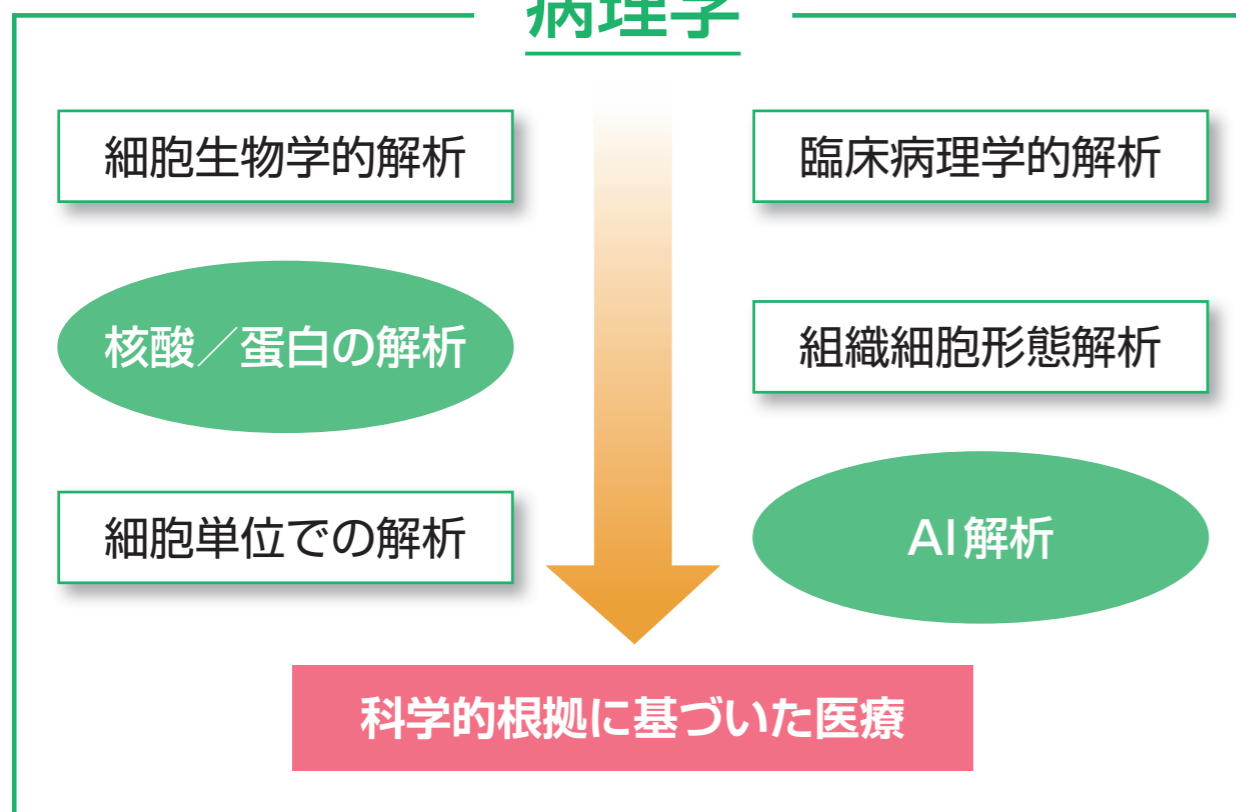 病理学
細胞生物学的解析
臨床病理学的解析
核酸／蛋白の解析
組織細胞形態解析
細胞単位での解析
AI解析
科学的根拠に基づいた医療